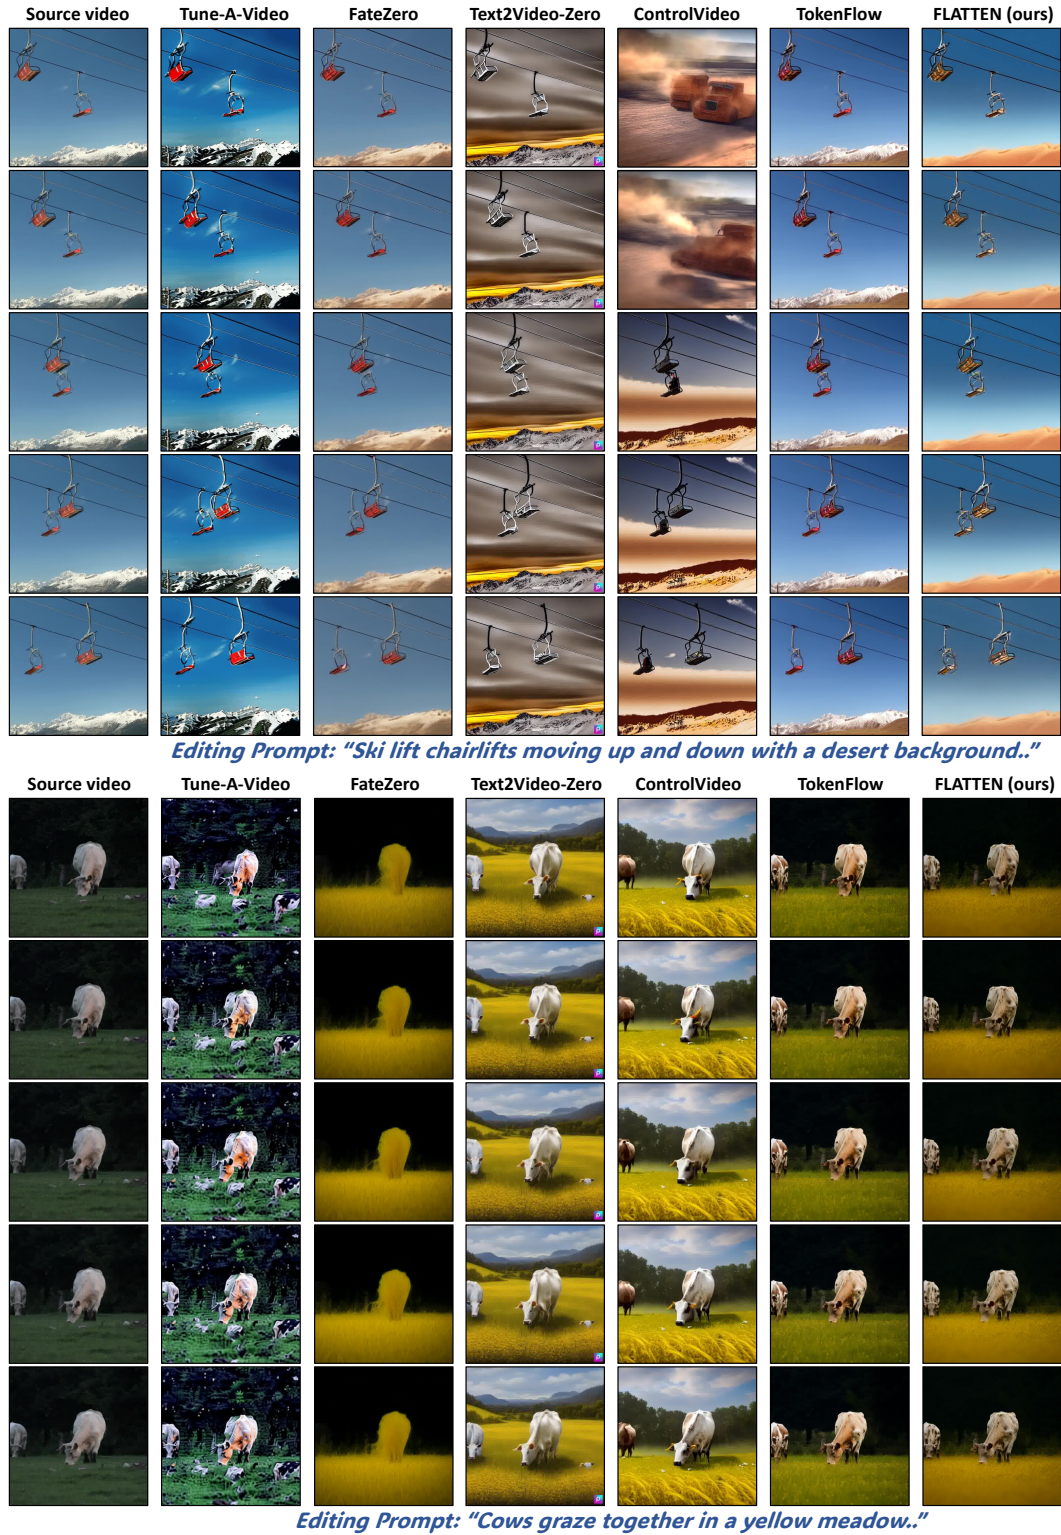 Source video Tune-A-Video FateZero Text2Video-Zero ControlVideo TokenFlow FLATTEN (ours)
Editing Prompt: “Ski lift chairlifts moving up and down with a desert background..”
Source video Tune-A-Video FateZero Text2Video-Zero ControlVideo TokenFlow FLATTEN (ours)
Editing Prompt: “Cows graze together in a yellow meadow..”